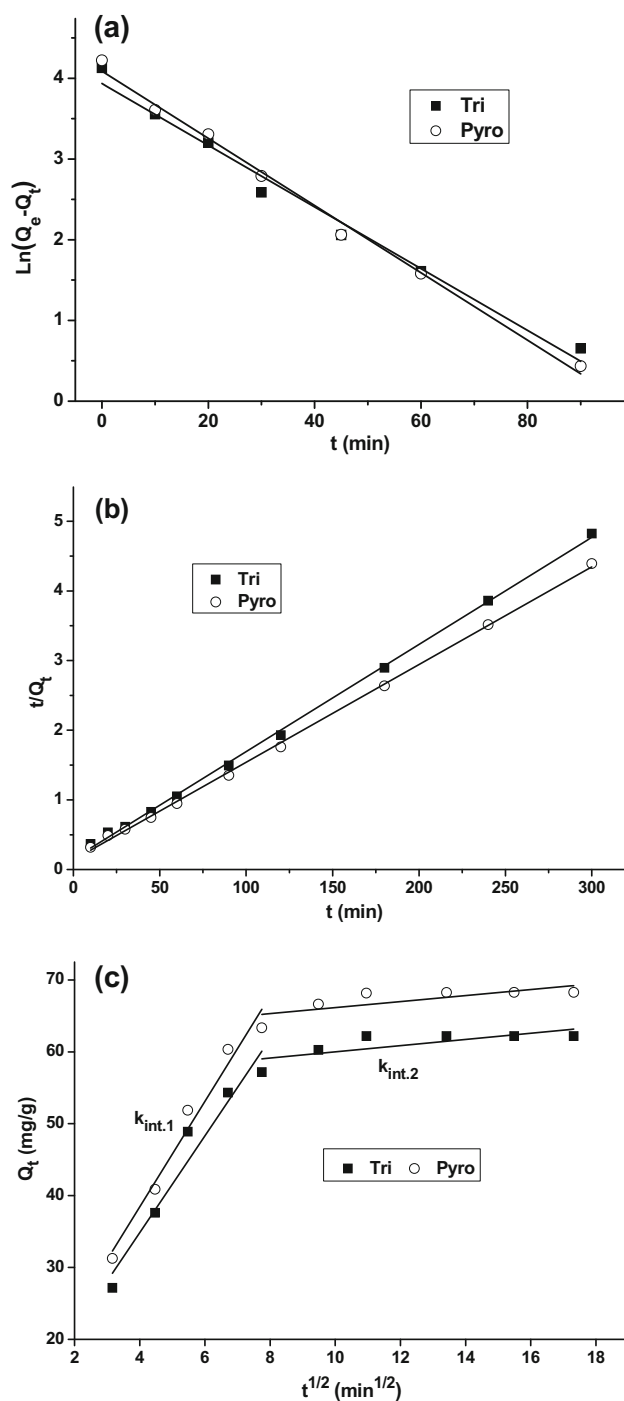 (a)
4
3
2
1
0
Ln(Qe-Qt)
Tri
Pyro
0 20 40 60 80
t (min)
(b)
5
4
3
2
1
0
t/Qt
Tri
Pyro
0 50 100 150 200 250 300
t (min)
(c)
70
60
50
40
30
20
Qt (mg/g)
kint.1
kint.2
Tri Pyro
2 4 6 8 10 12 14 16 18
t1/2 (min1/2)